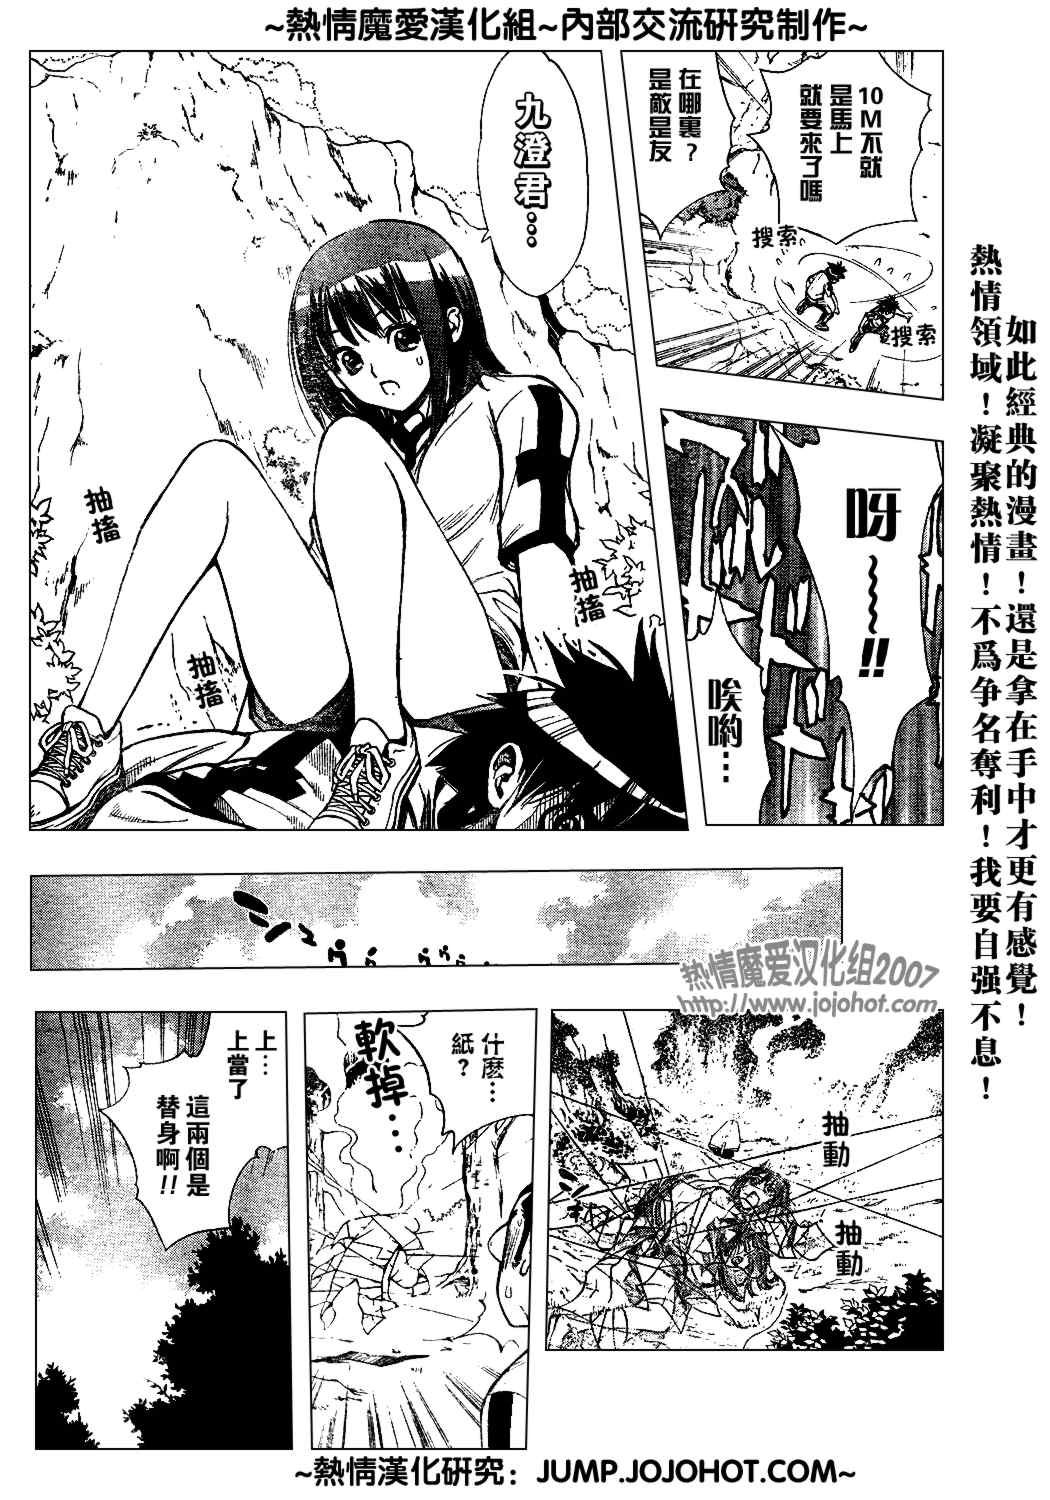 ~熱情魔愛漢化組~內部交流研究制作~
10M不就
是馬上
就要來了嗎
在哪裏？
是敵是友
搜索
搜索
九澄君…
呀~~~!!
唉喲…
抽搐
抽搐
抽搐
如此經典的漫畫！還是拿在手中才更有感覺！
熱情領域！凝聚熱情！不爲争名奪利！我要自强不息！
熱情魔爱汉化组2007
http://www.jojohot.com
抽動
抽動
什麽…
紙？
軟掉…
上…
上當了
這兩個是
替身啊!!
~熱情漢化研究：JUMP.JOJOHOT.COM~